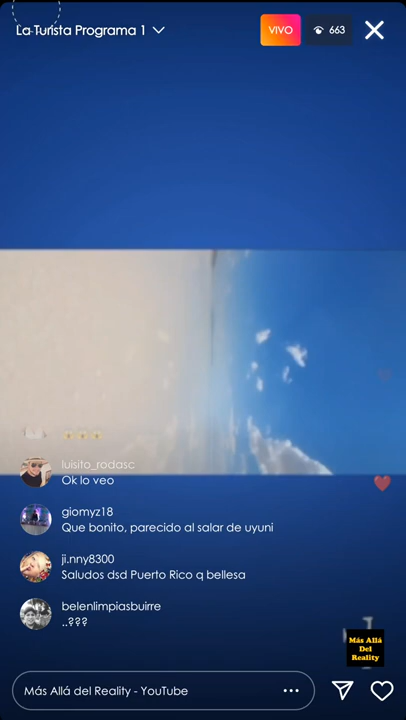 La Turista Programa 1
VIVO
663
luisito_rodasc
Ok lo veo
giomyz18
Que bonito, parecido al salar de uyuni
ji.nny8300
Saludos dsd Puerto Rico q bellesa
belenlimpiasbuirre
..???
Más Allá
Del
Reality
Más Allá del Reality - YouTube